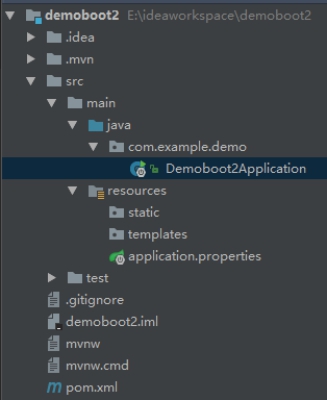 demoboot2 E:\ideaworkspace\demoboot2
.idea
.mvn
src
main
java
com.example.demo
Demoboot2Application
resources
static
templates
application.properties
test
.gitignore
demoboot2.iml
mvnw
mvnw.cmd
pom.xml